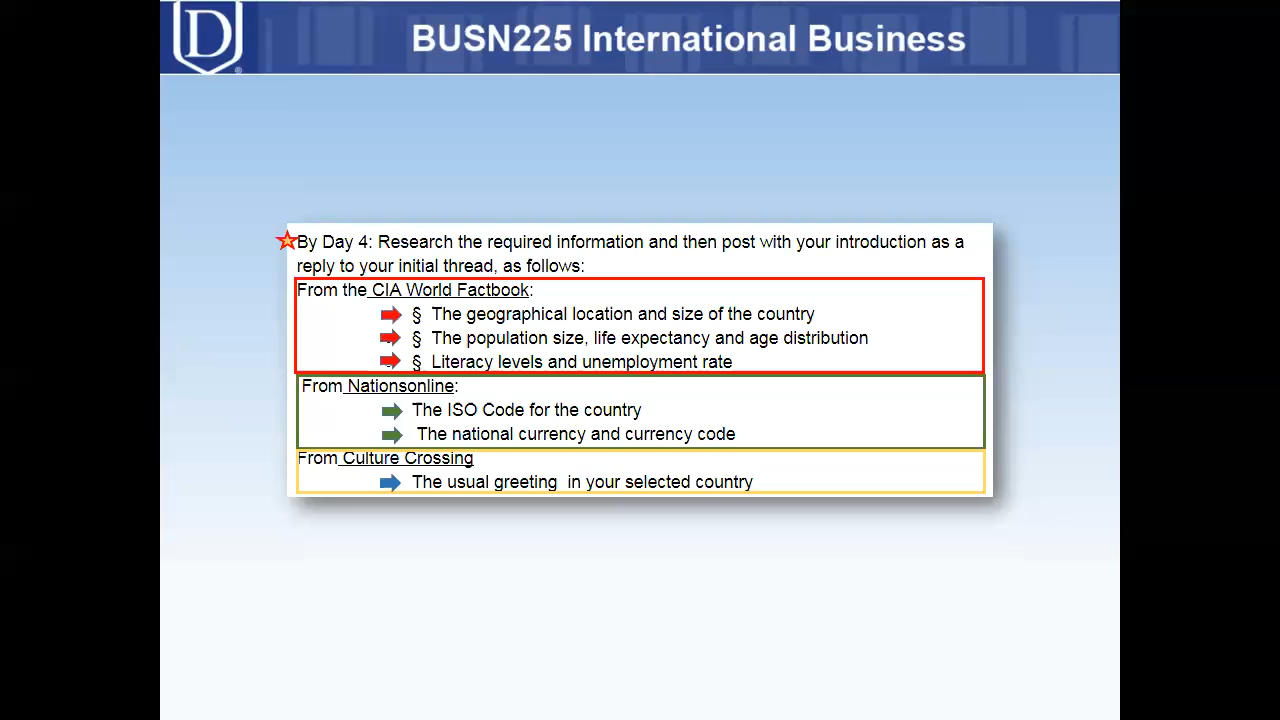 D
®
BUSN225 International Business
By Day 4: Research the required information and then post with your introduction as a
reply to your initial thread, as follows:
From the CIA World Factbook:
§ The geographical location and size of the country
§ The population size, life expectancy and age distribution
§ Literacy levels and unemployment rate
From Nationsonline:
The ISO Code for the country
The national currency and currency code
From Culture Crossing
The usual greeting in your selected country